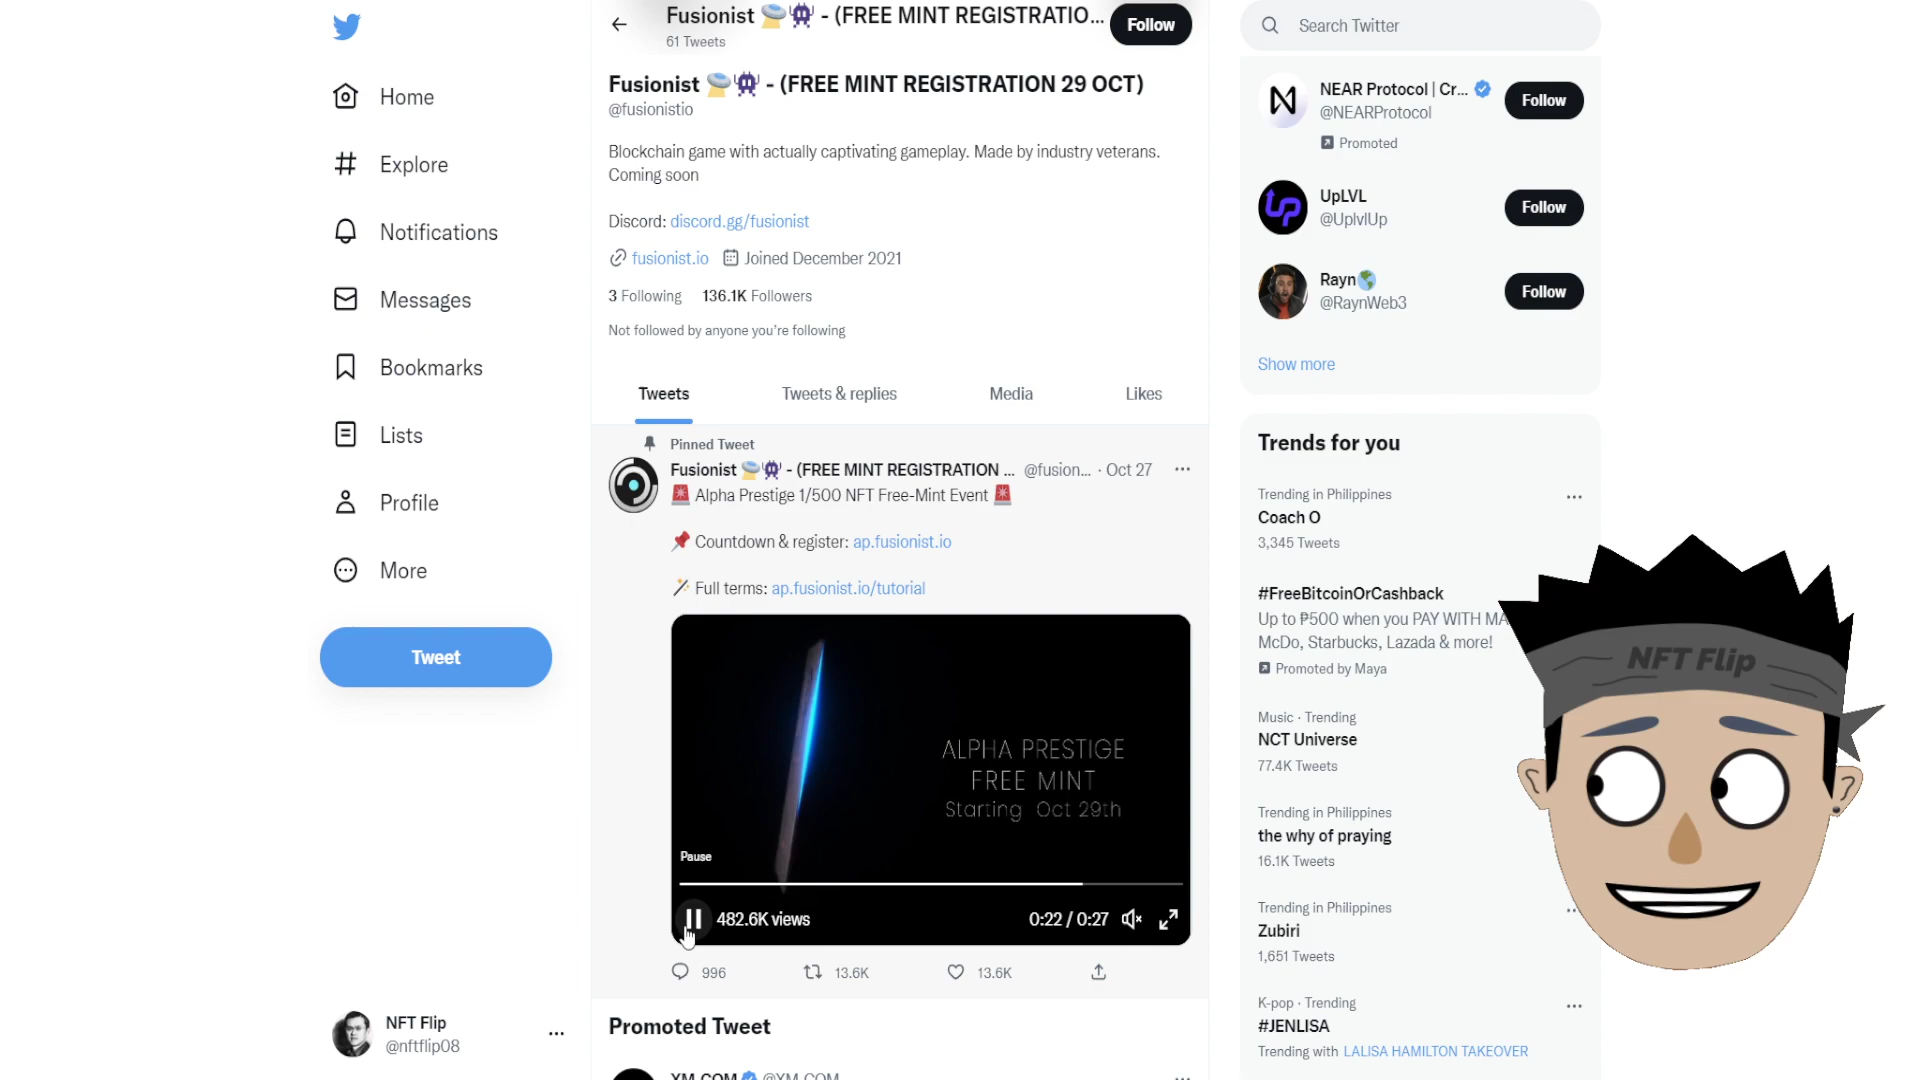 Home
Explore
Notifications
Messages
Bookmarks
Lists
Profile
More
Tweet
NFT Flip
@nftflip08
Fusionist - (FREE MINT REGISTRATIO...
61 Tweets
Follow
Fusionist - (FREE MINT REGISTRATION 29 OCT)
@fusionistio
Blockchain game with actually captivating gameplay. Made by industry veterans.
Coming soon
Discord: discord.gg/fusionist
fusionist.io Joined December 2021
3 Following 136.1K Followers
Not followed by anyone you're following
Tweets Tweets & replies Media Likes
Pinned Tweet
Fusionist - (FREE MINT REGISTRATION ... @fusion... · Oct 27
Alpha Prestige 1/500 NFT Free-Mint Event
Countdown & register: ap.fusionist.io
Full terms: ap.fusionist.io/tutorial
ALPHA PRESTIGE
FREE MINT
Starting Oct 29th
Pause
482.6K views 0:22 / 0:27
996 13.6K 13.6K
Promoted Tweet
XM.COM @XM_COM
Search Twitter
NEAR Protocol | Cr...
@NEARProtocol
Follow
Promoted
UpLVL
@UplvlUp
Follow
Rayn
@RaynWeb3
Follow
Show more
Trends for you
Trending in Philippines
Coach O
3,345 Tweets
#FreeBitcoinOrCashback
Up to ₱500 when you PAY WITH MA
McDo, Starbucks, Lazada & more!
Promoted by Maya
Music · Trending
NCT Universe
77.4K Tweets
Trending in Philippines
the why of praying
16.1K Tweets
Trending in Philippines
Zubiri
1,651 Tweets
K-pop · Trending
#JENLISA
Trending with LALISA HAMILTON TAKEOVER
NFT Flip